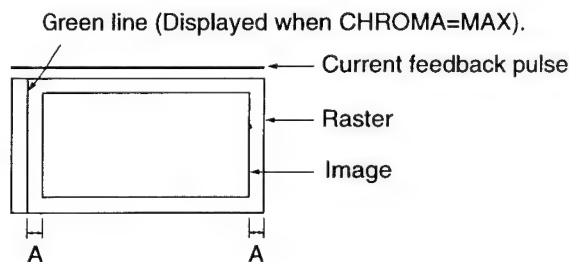 Green line (Displayed when CHROMA=MAX).
Current feedback pulse
Raster
Image
A
A